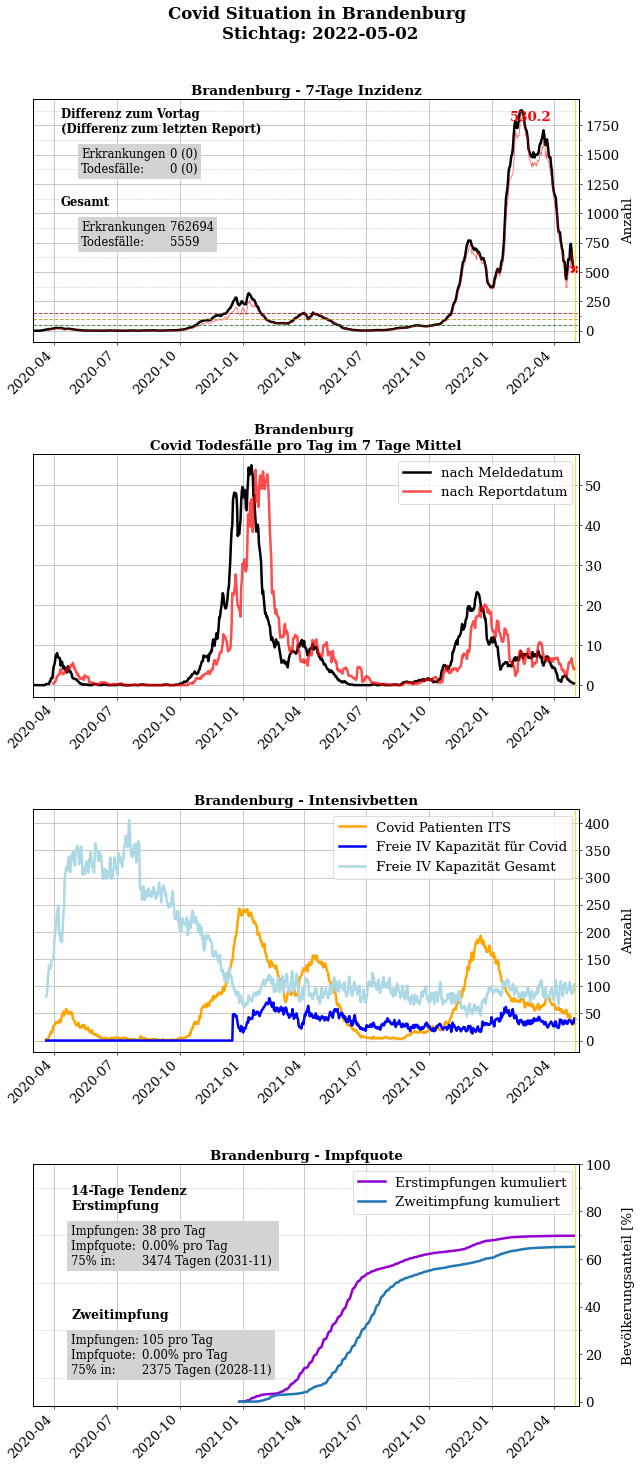 Covid Situation in Brandenburg
Stichtag: 2022-05-02
Brandenburg - 7-Tage Inzidenz
Differenz zum Vortag
(Differenz zum letzten Report)
Erkrankungen 0 (0)
Todesfälle: 0 (0)
Gesamt
Erkrankungen 762694
Todesfälle: 5559
530.2
1750
1500
1250
1000
750
500
250
0
Anzahl
2020-04
2020-07
2020-10
2021-01
2021-04
2021-07
2021-10
2022-01
2022-04
Brandenburg
Covid Todesfälle pro Tag im 7 Tage Mittel
nach Meldedatum
nach Reportdatum
50
40
30
20
10
0
2020-04
2020-07
2020-10
2021-01
2021-04
2021-07
2021-10
2022-01
2022-04
Brandenburg - Intensivbetten
Covid Patienten ITS
Freie IV Kapazität für Covid
Freie IV Kapazität Gesamt
400
350
300
250
200
150
100
50
0
Anzahl
2020-04
2020-07
2020-10
2021-01
2021-04
2021-07
2021-10
2022-01
2022-04
Brandenburg - Impfquote
14-Tage Tendenz
Erstimpfung
Impfungen: 38 pro Tag
Impfquote: 0.00% pro Tag
75% in: 3474 Tagen (2031-11)
Zweitimpfung
Impfungen: 105 pro Tag
Impfquote: 0.00% pro Tag
75% in: 2375 Tagen (2028-11)
Erstimpfungen kumuliert
Zweitimpfung kumuliert
100
80
60
40
20
0
Bevölkerungsanteil [%]
2020-04
2020-07
2020-10
2021-01
2021-04
2021-07
2021-10
2022-01
2022-04